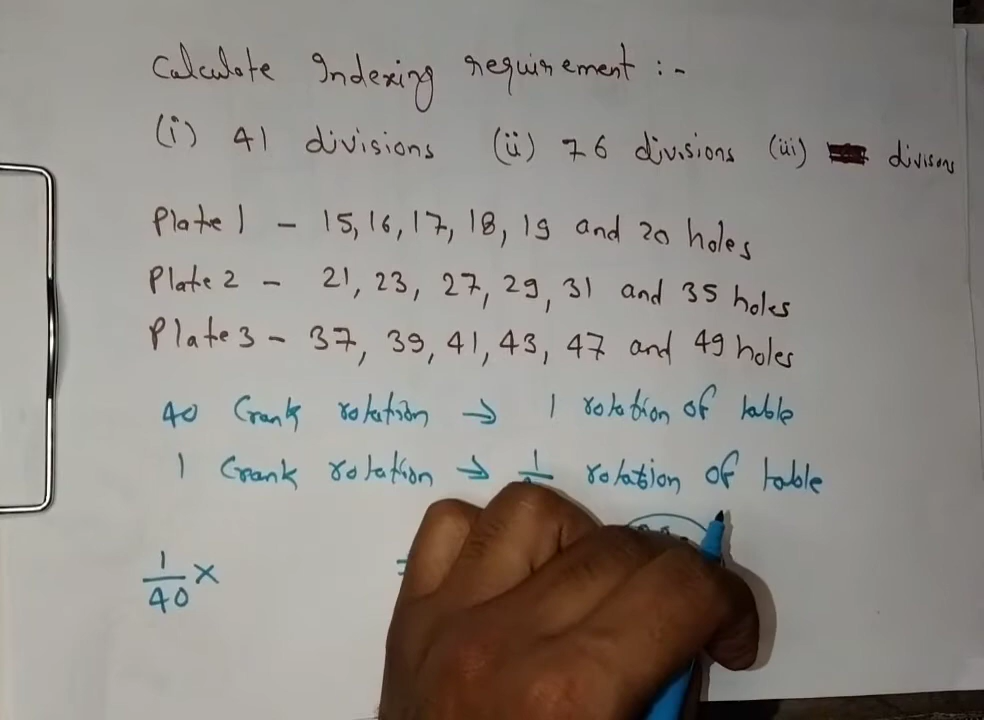 Calculate Indexing requirement :-
(i) 41 divisions (ii) 76 divisions (iii) divisons
Plate 1 - 15, 16, 17, 18, 19 and 20 holes
Plate 2 - 21, 23, 27, 29, 31 and 35 holes
Plate 3 - 37, 39, 41, 43, 47 and 49 holes
40 Crank rotation → 1 rotation of table
1 Crank rotation → 1/ rotation of table
1/40 ×